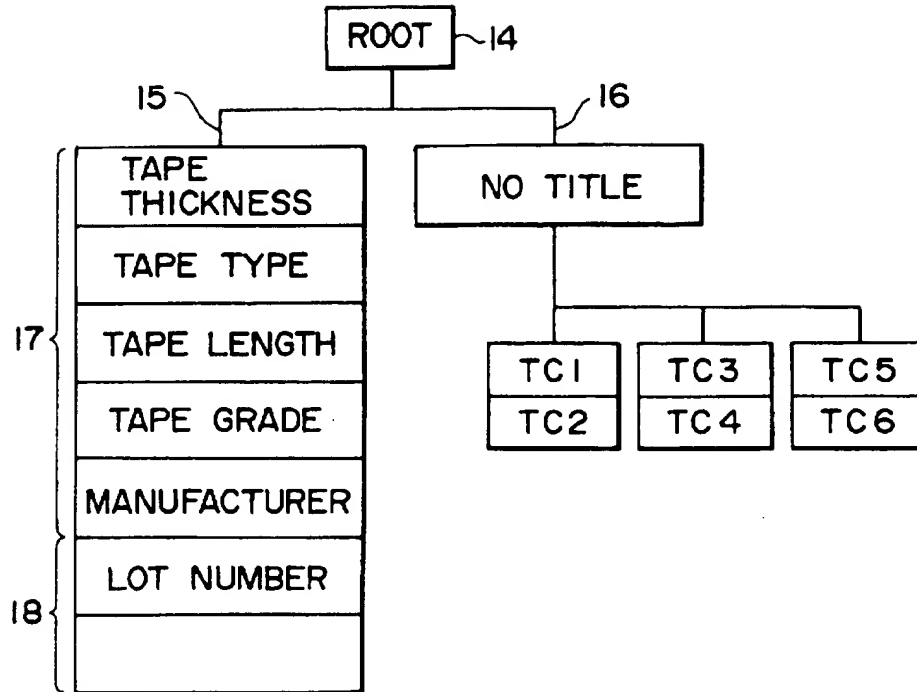 ROOT
14
15
16
TAPE
THICKNESS
NO TITLE
TAPE TYPE
17
TAPE LENGTH
TC1
TC3
TC5
TC2
TC4
TC6
TAPE GRADE
MANUFACTURER
LOT NUMBER
18